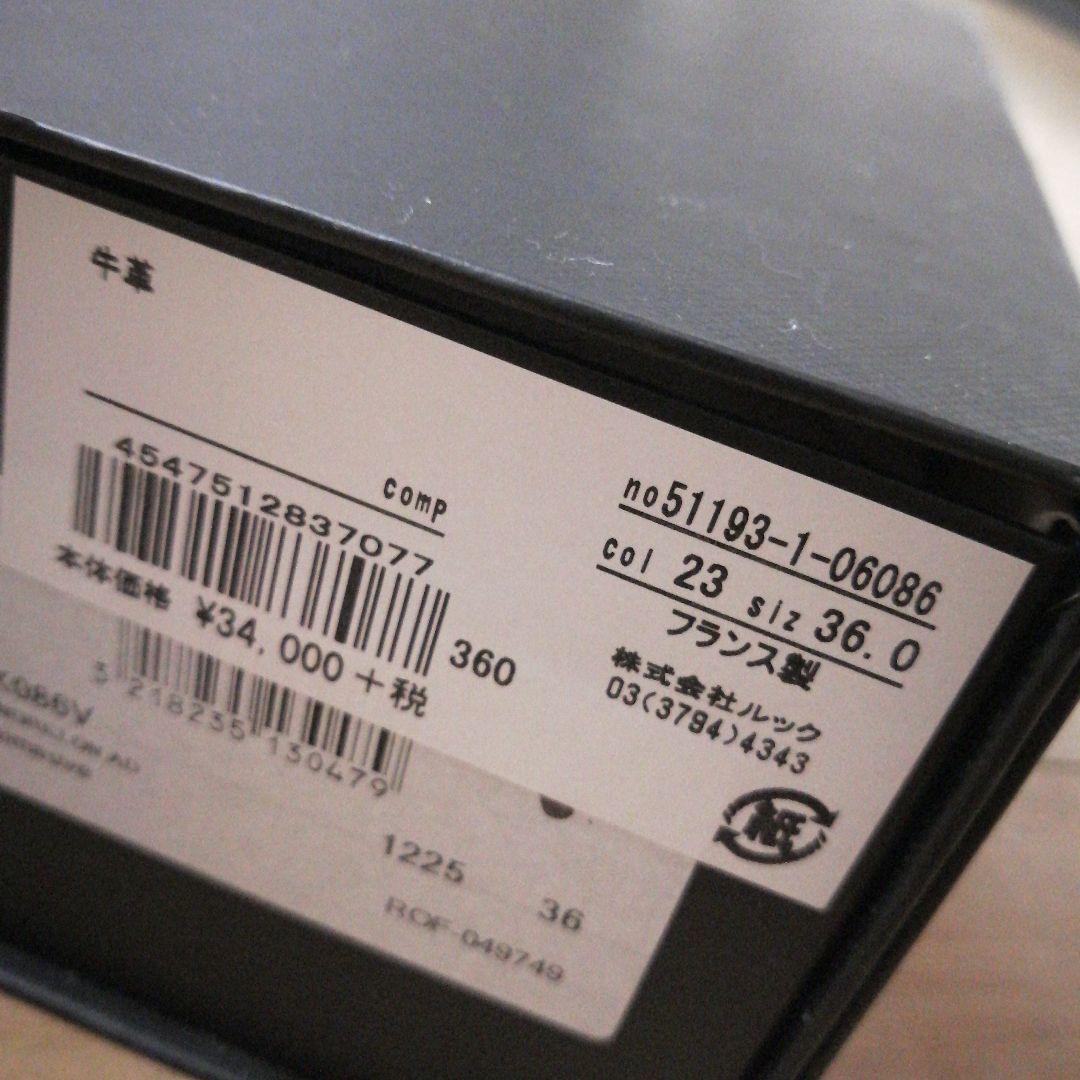 牛革
comp
4547512837077
本体価格 ¥34,000+税
360
no51193-1-06086
col 23 siz 36.0
フランス製
株式会社ルック
03(3794)4343
紙
3 218235 130479
1225 36
ROF-049749